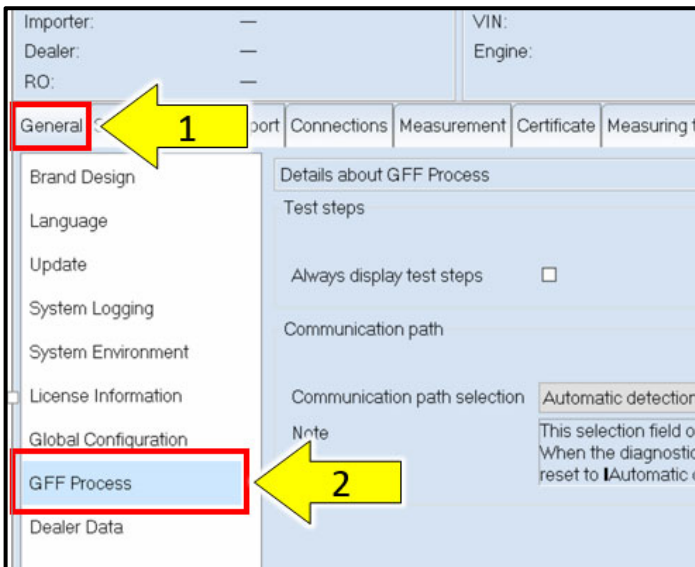 Importer: —
VIN:
Dealer: —
Engine:
RO: —
General
1
Connections
Measurement
Certificate
Measuring
Brand Design
Language
Update
System Logging
System Environment
License Information
Global Configuration
GFF Process
Dealer Data
Details about GFF Process
Test steps
Always display test steps
Communication path
Communication path selection
Automatic detection
Note
This selection field
When the diagnostic
reset to Automatic
2